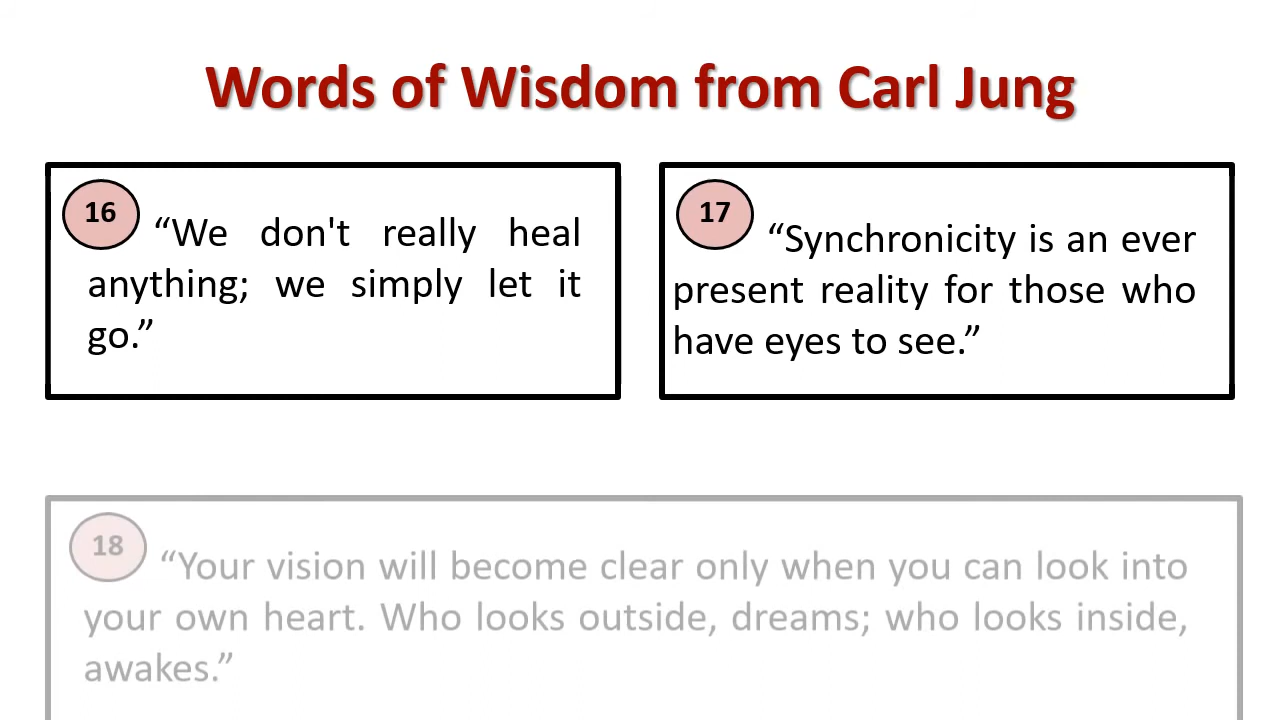 Words of Wisdom from Carl Jung
16
“We don't really heal
anything; we simply let it
go.”
17
“Synchronicity is an ever
present reality for those who
have eyes to see.”
18
“Your vision will become clear only when you can look into
your own heart. Who looks outside, dreams; who looks inside,
awakes.”